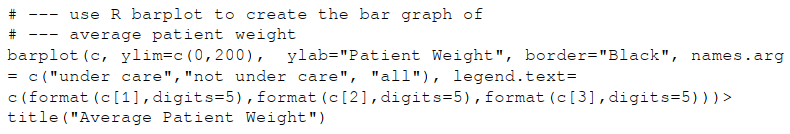 # --- use R barplot to create the bar graph of
# --- average patient weight
barplot(c, ylim=c(0,200),  ylab="Patient Weight", border="Black", names.arg
= c("under care","not under care", "all"), legend.text=
c(format(c[1],digits=5),format(c[2],digits=5),format(c[3],digits=5)))>
title("Average Patient Weight")